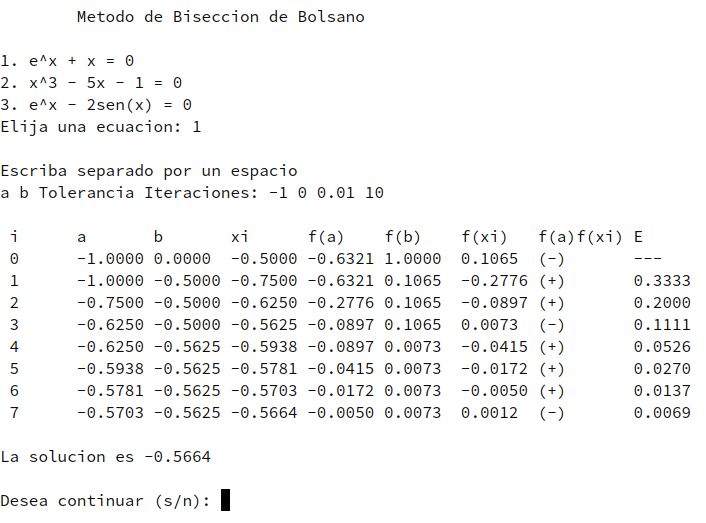 Metodo de Biseccion de Bolsano
1. e^x + x = 0
2. x^3 - 5x - 1 = 0
3. e^x - 2sen(x) = 0
Elija una ecuacion: 1
Escriba separado por un espacio
a b Tolerancia Iteraciones: -1 0 0.01 10
i a b xi f(a) f(b) f(xi) f(a)f(xi) E
0 -1.0000 0.0000 -0.5000 -0.6321 1.0000 0.1065 (-) ---
1 -1.0000 -0.5000 -0.7500 -0.6321 0.1065 -0.2776 (+) 0.3333
2 -0.7500 -0.5000 -0.6250 -0.2776 0.1065 -0.0897 (+) 0.2000
3 -0.6250 -0.5000 -0.5625 -0.0897 0.1065 0.0073 (-) 0.1111
4 -0.6250 -0.5625 -0.5938 -0.0897 0.0073 -0.0415 (+) 0.0526
5 -0.5938 -0.5625 -0.5781 -0.0415 0.0073 -0.0172 (+) 0.0270
6 -0.5781 -0.5625 -0.5703 -0.0172 0.0073 -0.0050 (+) 0.0137
7 -0.5703 -0.5625 -0.5664 -0.0050 0.0073 0.0012 (-) 0.0069
La solucion es -0.5664
Desea continuar (s/n):